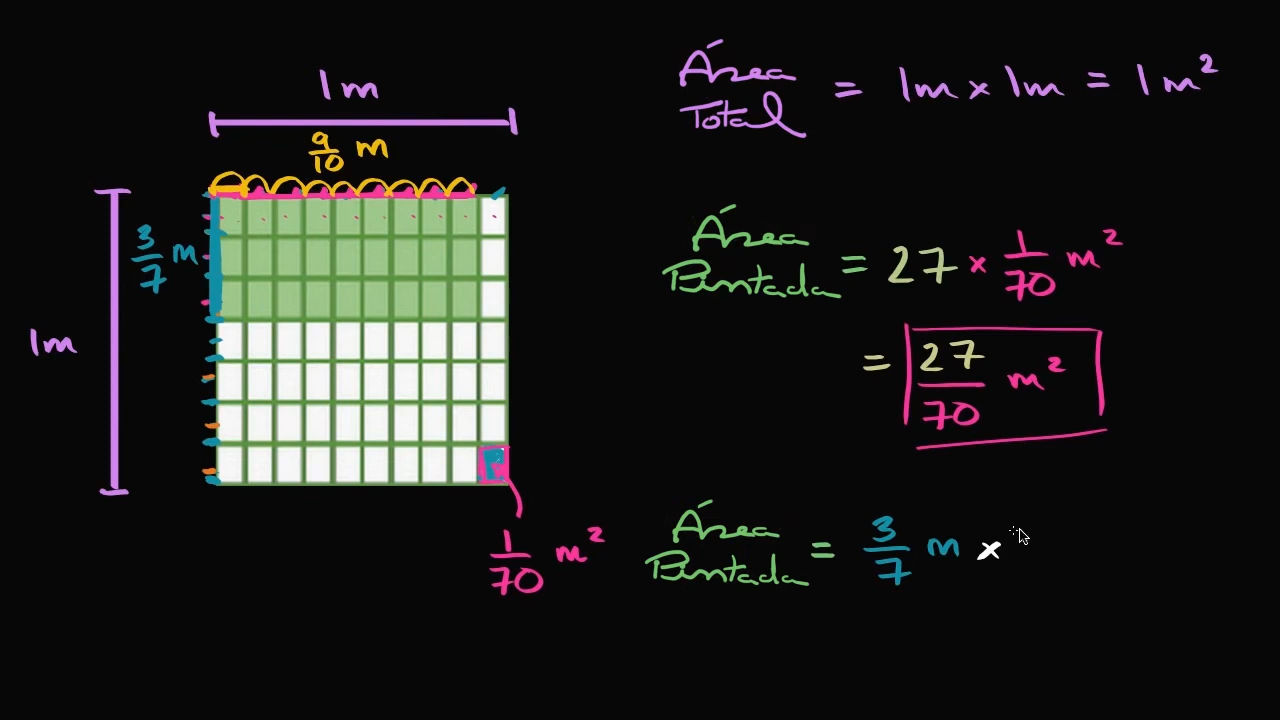 1m
9/10 m
3/7 m
1m
1/70 m²
Área Total = 1m × 1m = 1m²
Área Pintada = 27 × 1/70 m²
= 27/70 m²
Área Pintada = 3/7 m ×